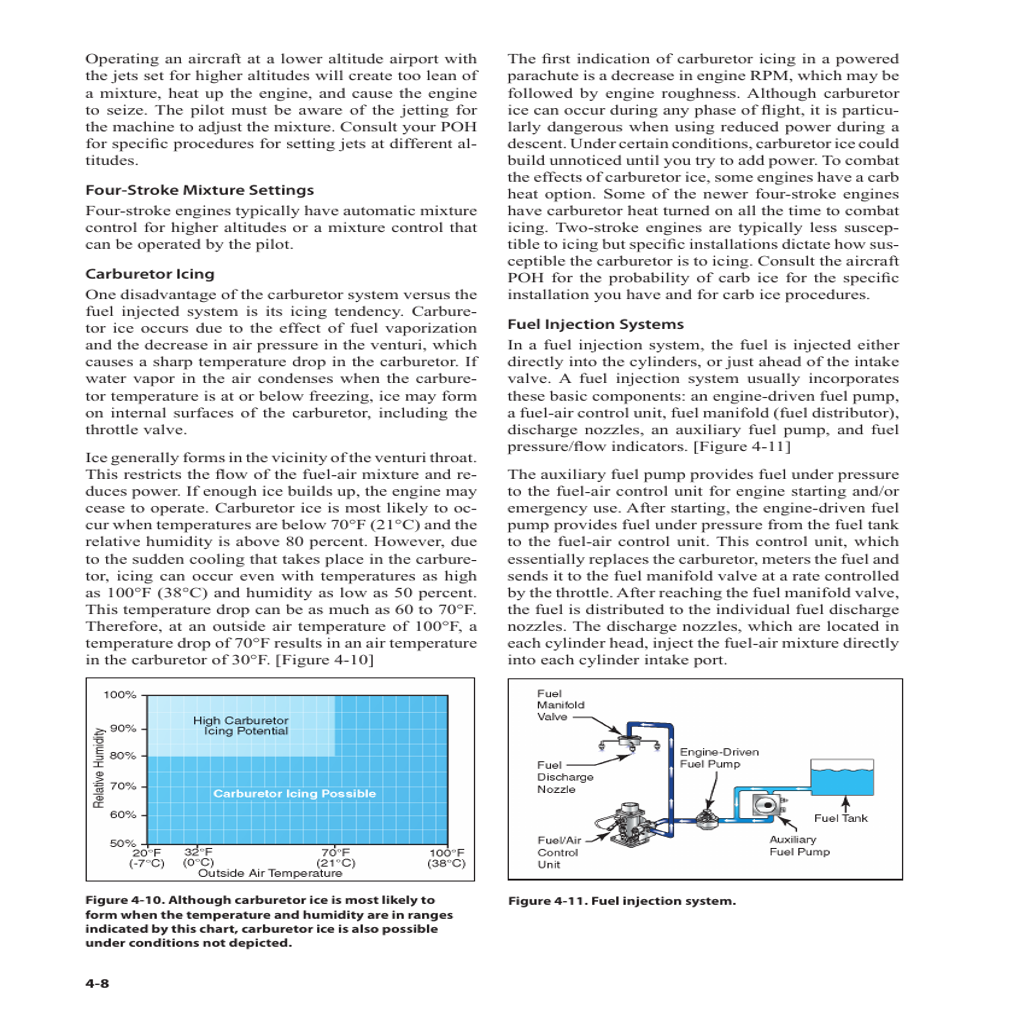 Operating an aircraft at a lower altitude airport with
the jets set for higher altitudes will create too lean of
a mixture, heat up the engine, and cause the engine
to seize. The pilot must be aware of the jetting for
the machine to adjust the mixture. Consult your POH
for specific procedures for setting jets at different al-
titudes.
Four-Stroke Mixture Settings
Four-stroke engines typically have automatic mixture
control for higher altitudes or a mixture control that
can be operated by the pilot.
Carburetor Icing
One disadvantage of the carburetor system versus the
fuel injected system is its icing tendency. Carbure-
tor ice occurs due to the effect of fuel vaporization
and the decrease in air pressure in the venturi, which
causes a sharp temperature drop in the carburetor. If
water vapor in the air condenses when the carbure-
tor temperature is at or below freezing, ice may form
on internal surfaces of the carburetor, including the
throttle valve.
Ice generally forms in the vicinity of the venturi throat.
This restricts the flow of the fuel-air mixture and re-
duces power. If enough ice builds up, the engine may
cease to operate. Carburetor ice is most likely to oc-
cur when temperatures are below 70°F (21°C) and the
relative humidity is above 80 percent. However, due
to the sudden cooling that takes place in the carbure-
tor, icing can occur even with temperatures as high
as 100°F (38°C) and humidity as low as 50 percent.
This temperature drop can be as much as 60 to 70°F.
Therefore, at an outside air temperature of 100°F, a
temperature drop of 70°F results in an air temperature
in the carburetor of 30°F. [Figure 4-10]
100%
90%
80%
70%
60%
50%
Relative Humidity
High Carburetor
Icing Potential
Carburetor Icing Possible
20°F 32°F 70°F 100°F
(-7°C) (0°C) (21°C) (38°C)
Outside Air Temperature
Figure 4-10. Although carburetor ice is most likely to
form when the temperature and humidity are in ranges
indicated by this chart, carburetor ice is also possible
under conditions not depicted.
The first indication of carburetor icing in a powered
parachute is a decrease in engine RPM, which may be
followed by engine roughness. Although carburetor
ice can occur during any phase of flight, it is particu-
larly dangerous when using reduced power during a
descent. Under certain conditions, carburetor ice could
build unnoticed until you try to add power. To combat
the effects of carburetor ice, some engines have a carb
heat option. Some of the newer four-stroke engines
have carburetor heat turned on all the time to combat
icing. Two-stroke engines are typically less suscep-
tible to icing but specific installations dictate how sus-
ceptible the carburetor is to icing. Consult the aircraft
POH for the probability of carb ice for the specific
installation you have and for carb ice procedures.
Fuel Injection Systems
In a fuel injection system, the fuel is injected either
directly into the cylinders, or just ahead of the intake
valve. A fuel injection system usually incorporates
these basic components: an engine-driven fuel pump,
a fuel-air control unit, fuel manifold (fuel distributor),
discharge nozzles, an auxiliary fuel pump, and fuel
pressure/flow indicators. [Figure 4-11]
The auxiliary fuel pump provides fuel under pressure
to the fuel-air control unit for engine starting and/or
emergency use. After starting, the engine-driven fuel
pump provides fuel under pressure from the fuel tank
to the fuel-air control unit. This control unit, which
essentially replaces the carburetor, meters the fuel and
sends it to the fuel manifold valve at a rate controlled
by the throttle. After reaching the fuel manifold valve,
the fuel is distributed to the individual fuel discharge
nozzles. The discharge nozzles, which are located in
each cylinder head, inject the fuel-air mixture directly
into each cylinder intake port.
Fuel
Manifold
Valve
Engine-Driven
Fuel Pump
Fuel
Discharge
Nozzle
Fuel Tank
Fuel/Air
Control
Unit
Auxiliary
Fuel Pump
Figure 4-11. Fuel injection system.
4-8